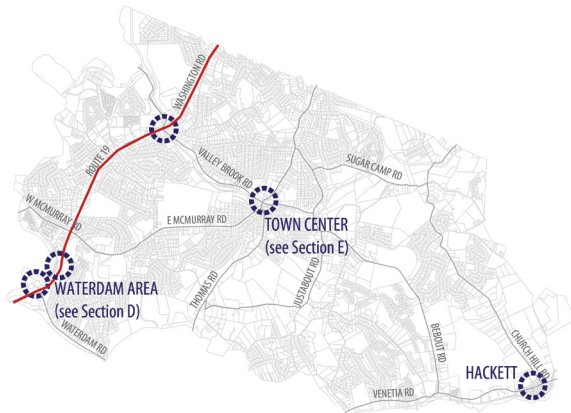 WASHINGTON RD
ROUTE 19
VALLEY BROOK RD
SUGAR CAMP RD
W MCMURRAY RD
E MCMURRAY RD
TOWN CENTER
(see Section E)
WATERDAM AREA
(see Section D)
THOMAS RD
JUSTABOUT RD
WATERDAM RD
BEBOUT RD
CHURCH HILL RD
HACKETT
VENETIA RD